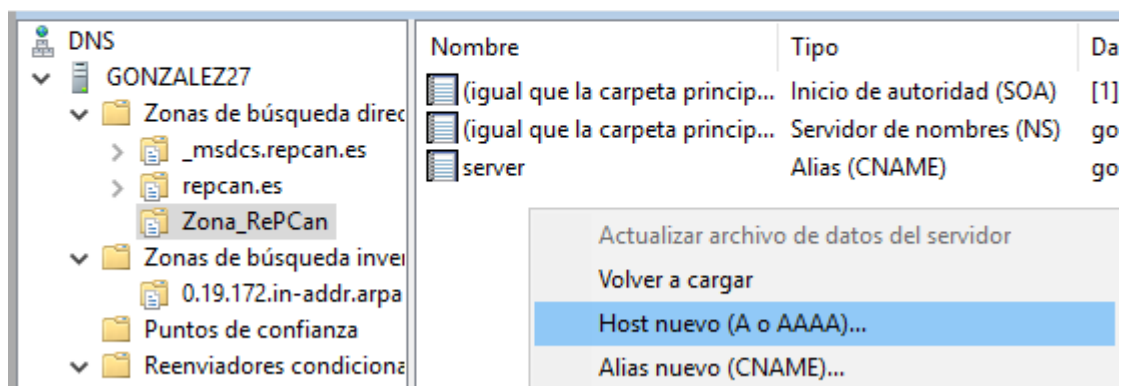 DNS
GONZALEZ27
Zonas de búsqueda direc
_msdcs.repcan.es
repcan.es
Zona_RePCan
Zonas de búsqueda inver
0.19.172.in-addr.arpa
Puntos de confianza
Reenviadores condiciona
Nombre Tipo Da
(igual que la carpeta princip... Inicio de autoridad (SOA) [1]
(igual que la carpeta princip... Servidor de nombres (NS) go
server Alias (CNAME) go
Actualizar archivo de datos del servidor
Volver a cargar
Host nuevo (A o AAAA)...
Alias nuevo (CNAME)...